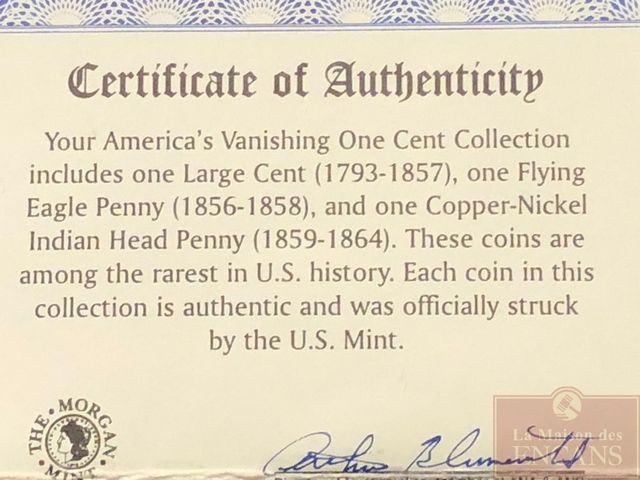 Certificate of Authenticity
Your America's Vanishing One Cent Collection
includes one Large Cent (1793-1857), one Flying
Eagle Penny (1856-1858), and one Copper-Nickel
Indian Head Penny (1859-1864). These coins are
among the rarest in U.S. history. Each coin in this
collection is authentic and was officially struck
by the U.S. Mint.
THE • MORGAN • MINT •
La Maison des
ENCANS